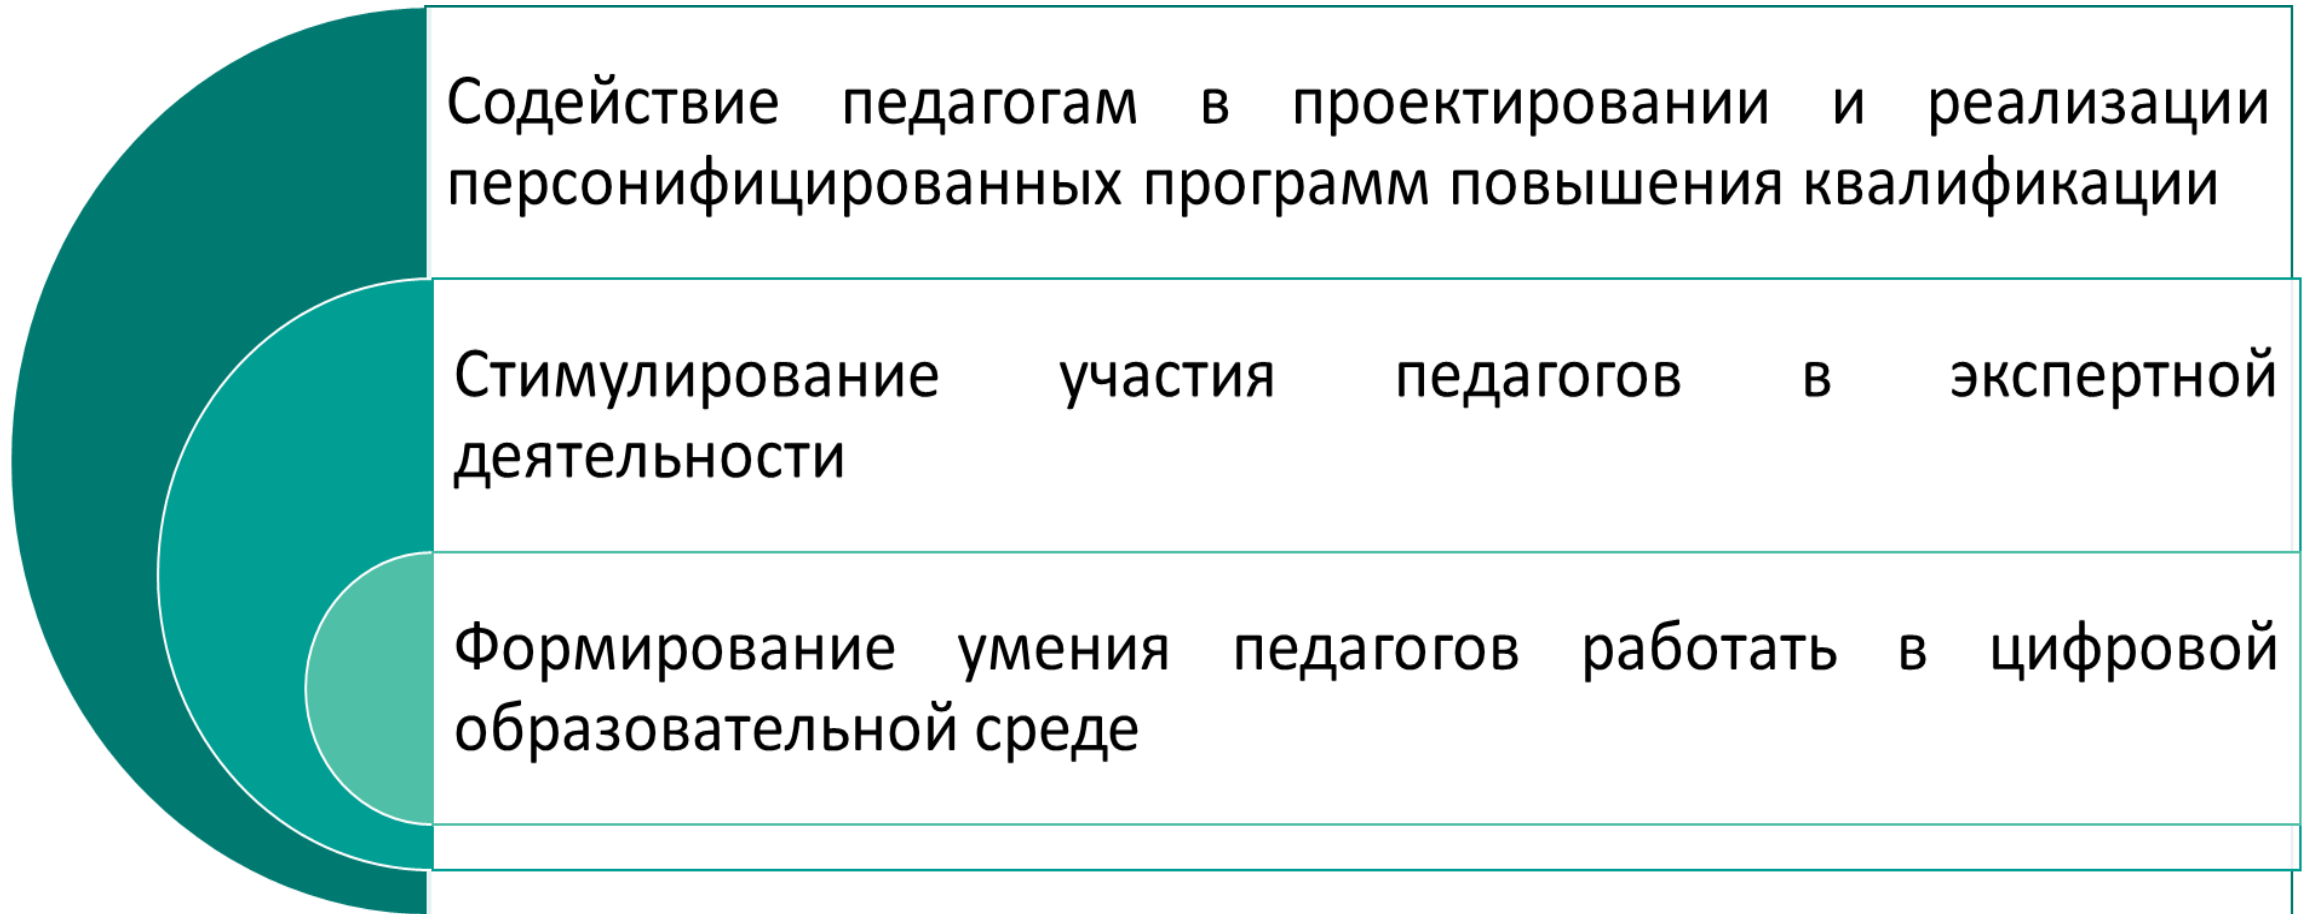 Содействие педагогам в проектировании и реализации
персонифицированных программ повышения квалификации
Стимулирование участия педагогов в экспертной
деятельности
Формирование умения педагогов работать в цифровой
образовательной среде